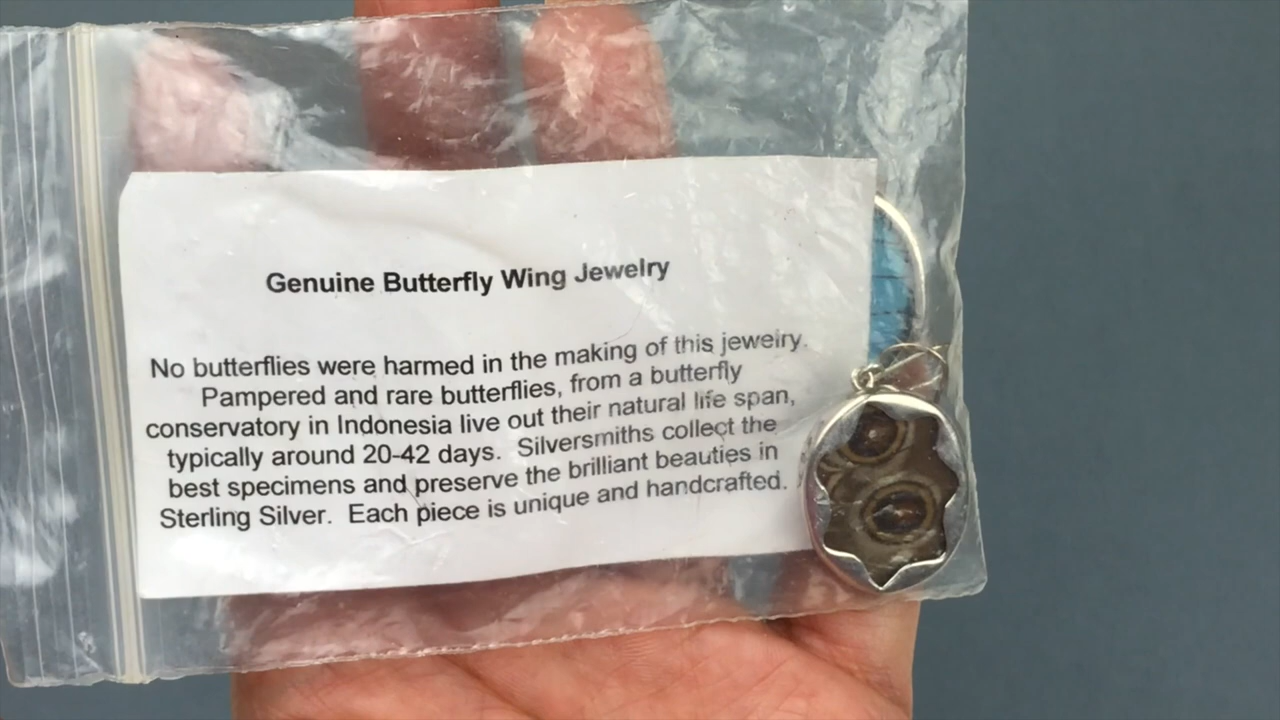 Genuine Butterfly Wing Jewelry
No butterflies were harmed in the making of this jewelry.
Pampered and rare butterflies, from a butterfly
conservatory in Indonesia live out their natural life span,
typically around 20-42 days. Silversmiths collect the
best specimens and preserve the brilliant beauties in
Sterling Silver. Each piece is unique and handcrafted.